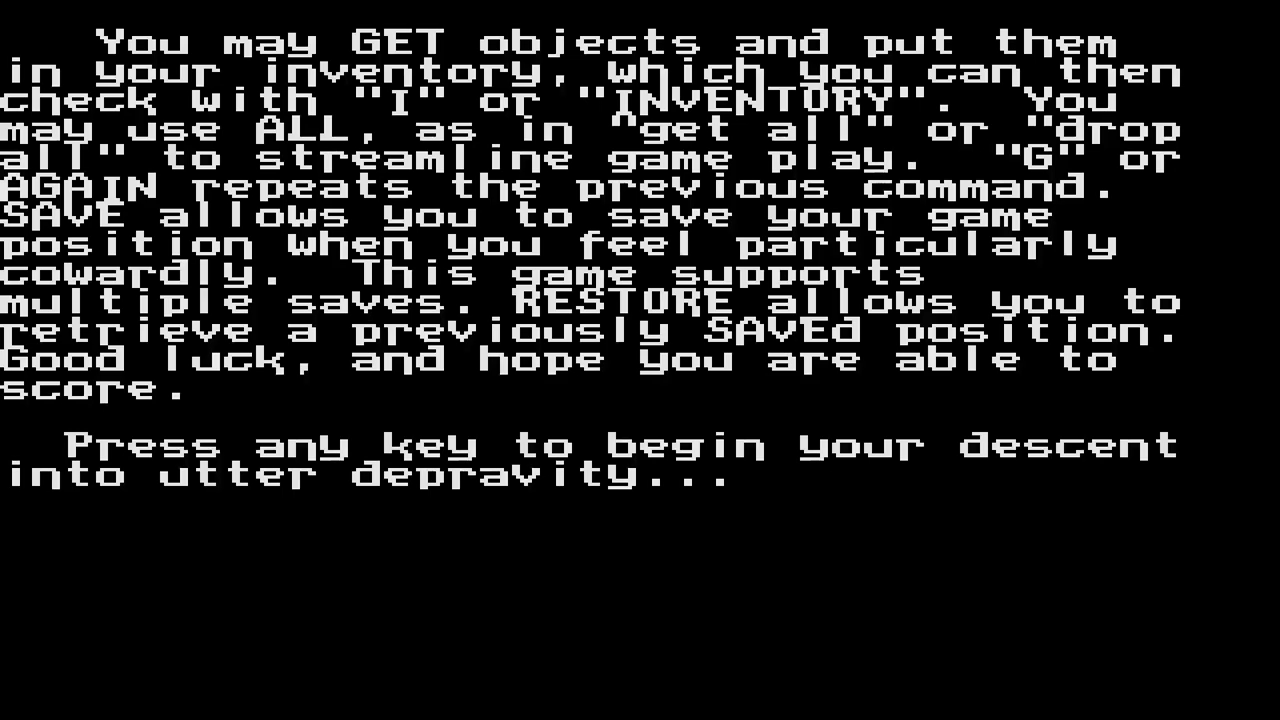 You may GET objects and put them
in your inventory, which you can then
check with "I" or "INVENTORY".  You
may use ALL, as in "get all" or "drop
all" to streamline game play.  "G" or
AGAIN repeats the previous command.
SAVE allows you to save your game
position when you feel particularly
cowardly.  This game supports
multiple saves. RESTORE allows you to
retrieve a previously SAVEd position.
Good luck, and hope you are able to
score.
Press any key to begin your descent
into utter depravity...